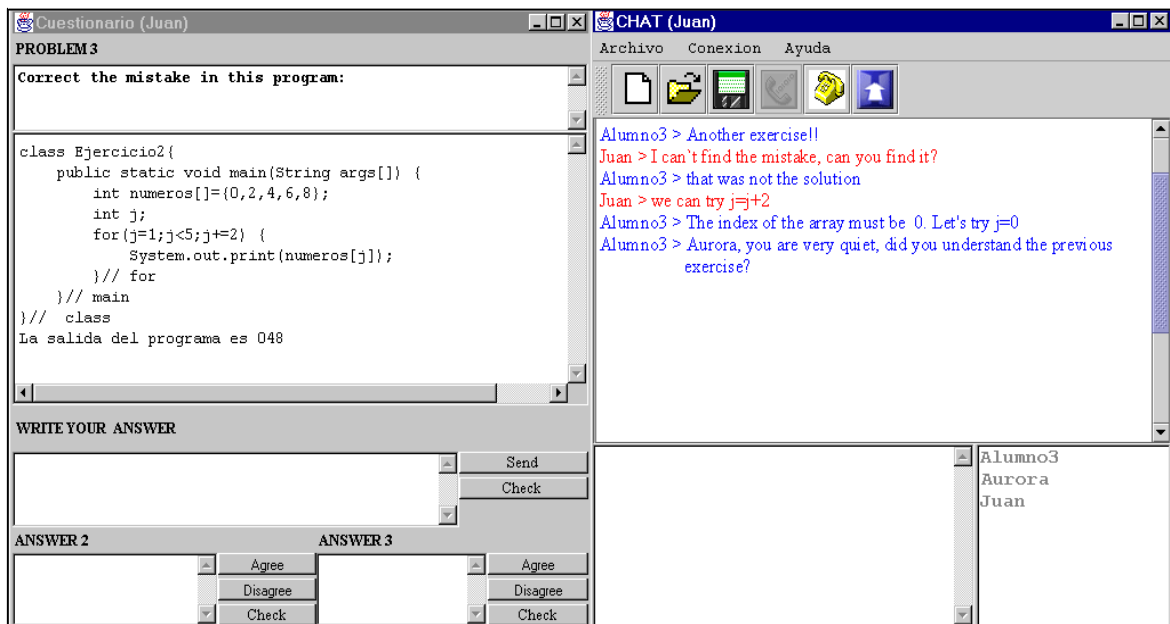 Cuestionario (Juan)
PROBLEM 3
Correct the mistake in this program:
class Ejercicio2{
public static void main(String args[]) {
int numeros[]={0,2,4,6,8};
int j;
for(j=1;j<5;j+=2) {
System.out.print(numeros[j]);
}// for
}// main
}// class
La salida del programa es 048
WRITE YOUR ANSWER
Send
Check
ANSWER 2
Agree
Disagree
Check
ANSWER 3
Agree
Disagree
Check
CHAT (Juan)
Archivo Conexion Ayuda
Alumno3 > Another exercise!!
Juan > I can`t find the mistake, can you find it?
Alumno3 > that was not the solution
Juan > we can try j=j+2
Alumno3 > The index of the array must be 0. Let's try j=0
Alumno3 > Aurora, you are very quiet, did you understand the previous
exercise?
Alumno3
Aurora
Juan